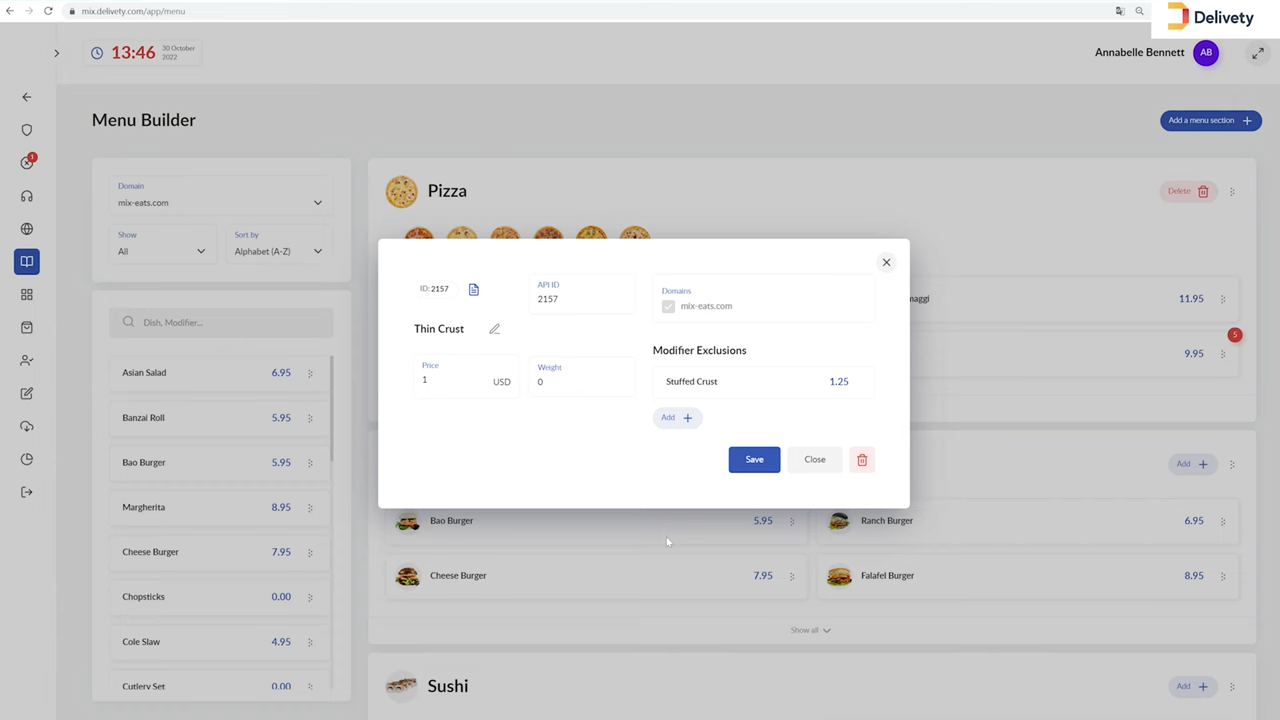 mix.delivety.com/app/menu
Delivety
13:46
30 October
2022
Annabelle Bennett
AB
1
Menu Builder
Add a menu section
Domain
mix-eats.com
Show
All
Sort by
Alphabet (A-Z)
Dish, Modifier...
Asian Salad 6.95
Banzai Roll 5.95
Bao Burger 5.95
Margherita 8.95
Cheese Burger 7.95
Chopsticks 0.00
Cole Slaw 4.95
Cutlery Set 0.00
Pizza
Delete
maggi 11.95
5
9.95
ID: 2157
API ID
2157
Domains
mix-eats.com
Thin Crust
Price
1 USD
Weight
0
Modifier Exclusions
Stuffed Crust 1.25
Add
Save
Close
Add
Bao Burger 5.95
Ranch Burger 6.95
Cheese Burger 7.95
Falafel Burger 8.95
Show all
Sushi
Add